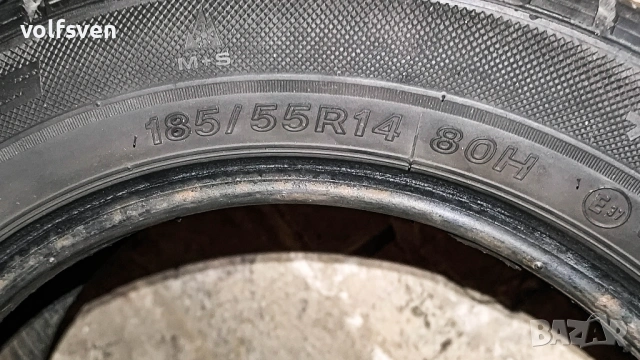 volfsven
M+S
185/55R14 80H
BAZAR